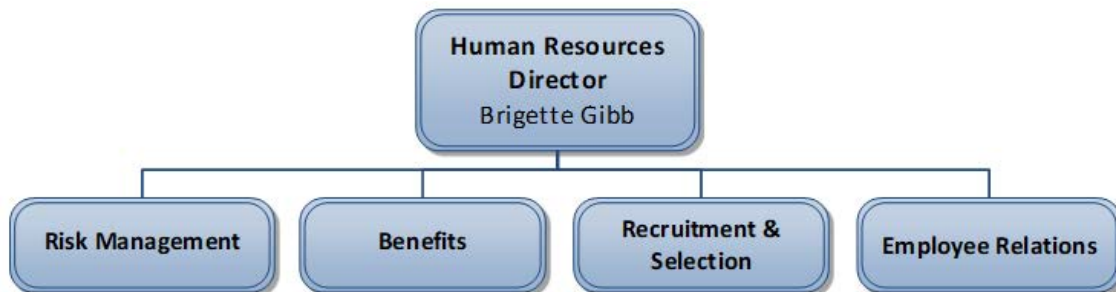 Human Resources
Director
Brigette Gibb
Risk Management
Benefits
Recruitment &
Selection
Employee Relations